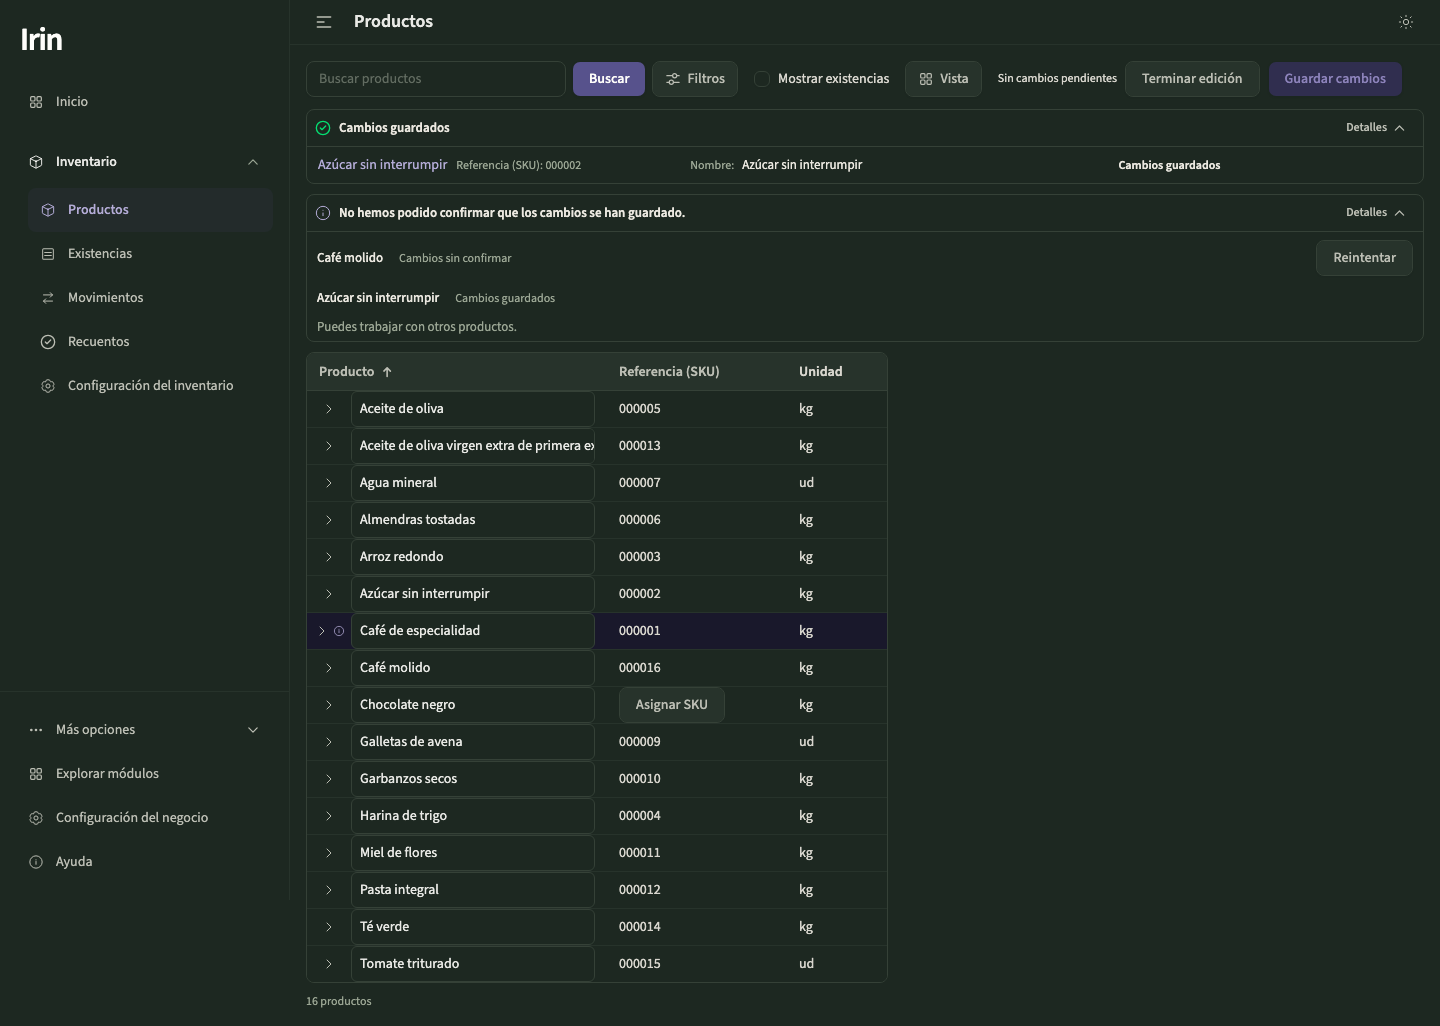 Irin
Inicio
Inventario
Productos
Existencias
Movimientos
Recuentos
Configuración del inventario
Más opciones
Explorar módulos
Configuración del negocio
Ayuda
Productos
Buscar productos Buscar Filtros Mostrar existencias Vista Sin cambios pendientes Terminar edición Guardar cambios
Cambios guardados Detalles
Azúcar sin interrumpir Referencia (SKU): 000002 Nombre: Azúcar sin interrumpir Cambios guardados
No hemos podido confirmar que los cambios se han guardado. Detalles
Café molido Cambios sin confirmar Reintentar
Azúcar sin interrumpir Cambios guardados
Puedes trabajar con otros productos.
Producto Referencia (SKU) Unidad
Aceite de oliva 000005 kg
Aceite de oliva virgen extra de primera ex 000013 kg
Agua mineral 000007 ud
Almendras tostadas 000006 kg
Arroz redondo 000003 kg
Azúcar sin interrumpir 000002 kg
Café de especialidad 000001 kg
Café molido 000016 kg
Chocolate negro Asignar SKU kg
Galletas de avena 000009 ud
Garbanzos secos 000010 kg
Harina de trigo 000004 kg
Miel de flores 000011 kg
Pasta integral 000012 kg
Té verde 000014 kg
Tomate triturado 000015 ud
16 productos